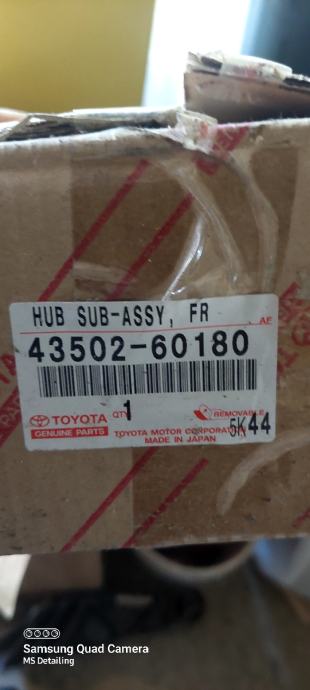 HUB SUB-ASSY, FR
AF
43502-60180
TOYOTA QTY 1 REMOVABLE
GENUINE PARTS TOYOTA MOTOR CORPORATION 5K44
MADE IN JAPAN
Samsung Quad Camera
MS Detailing